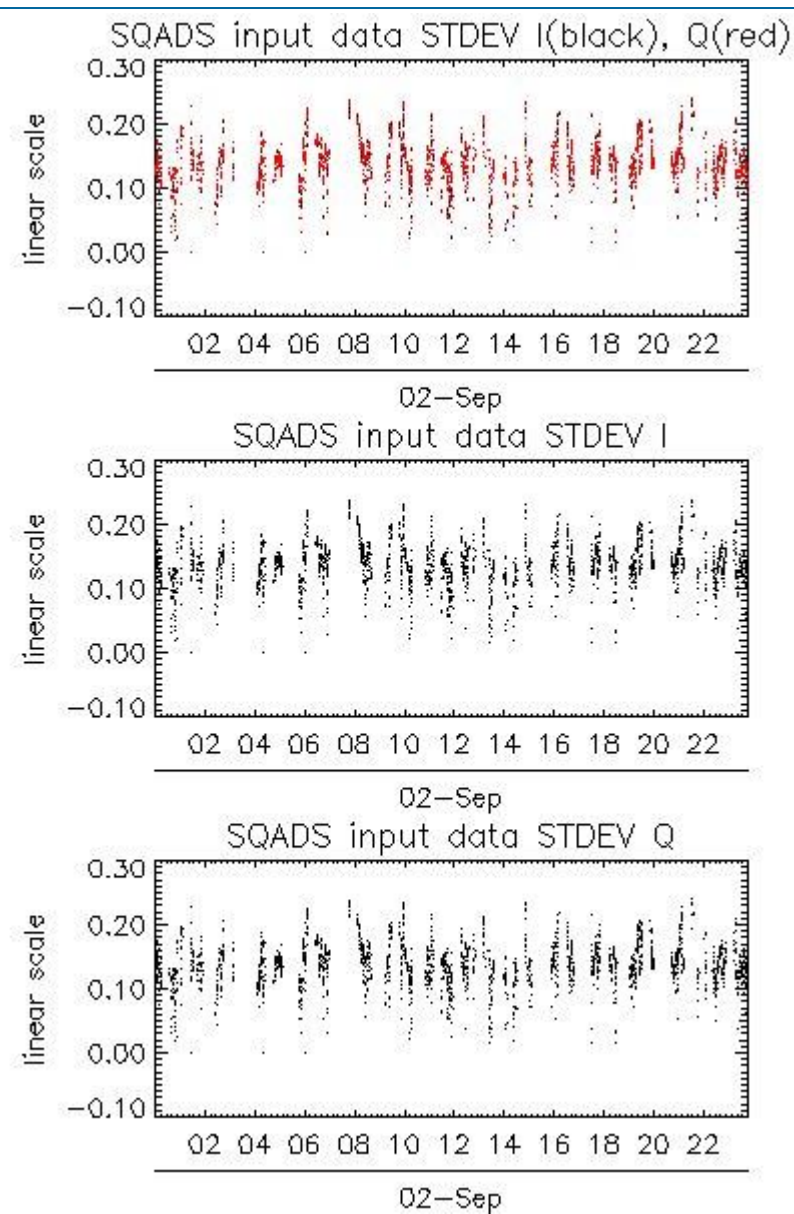 SQADS input data STDEV I(black), Q(red)
0.30
0.20
0.10
0.00
−0.10
linear scale
02 04 06 08 10 12 14 16 18 20 22
02−Sep
SQADS input data STDEV I
0.30
0.20
0.10
0.00
−0.10
linear scale
02 04 06 08 10 12 14 16 18 20 22
02−Sep
SQADS input data STDEV Q
0.30
0.20
0.10
0.00
−0.10
linear scale
02 04 06 08 10 12 14 16 18 20 22
02−Sep